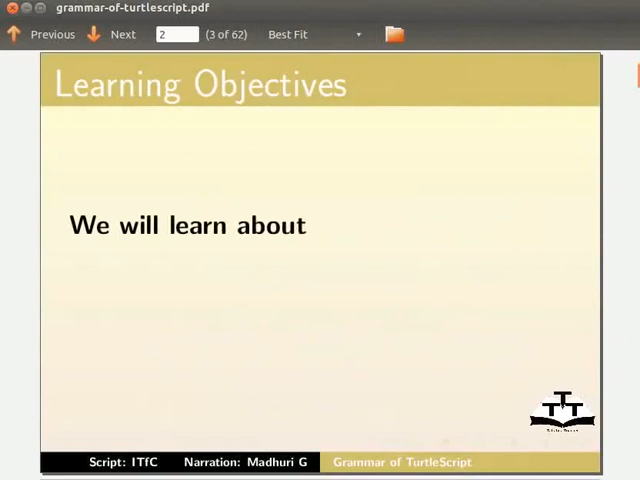 grammar-of-turtlescript.pdf
Previous Next 2 (3 of 62) Best Fit
Learning Objectives
We will learn about
TTT
Script: ITfC Narration: Madhuri G Grammar of TurtleScript